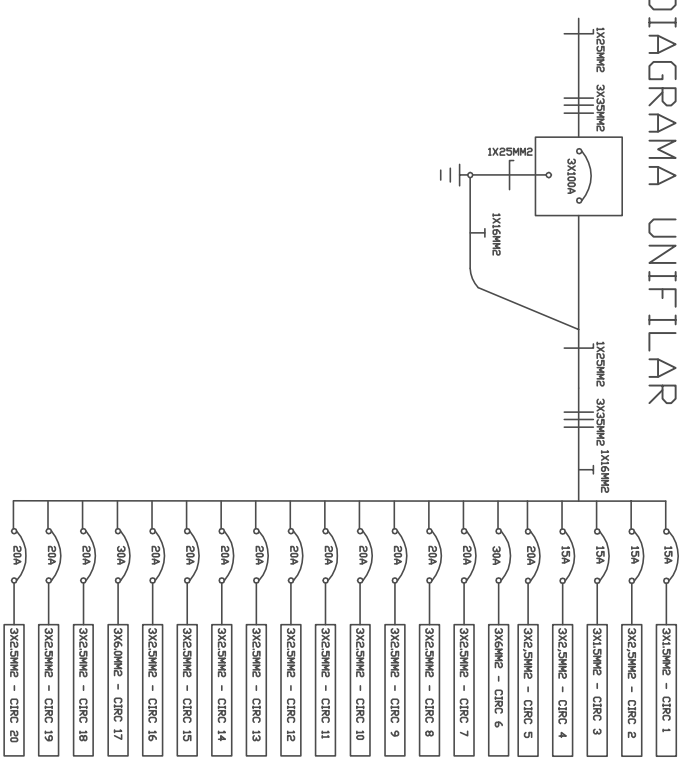 DIAGRAMA UNIFILAR
1X25MM2
3X35MM2
3X100A
1X25MM2
1X16MM2
1X25MM2
3X35MM2
1X16MM2
15A
3X1.5MM2 - CIRC 1
15A
3X2,5MM2 - CIRC 2
15A
3X1.5MM2 - CIRC 3
15A
3X2,5MM2 - CIRC 4
20A
3X2,5MM2 - CIRC 5
30A
3X6MM2 - CIRC 6
20A
3X2.5MM2 - CIRC 7
20A
3X2.5MM2 - CIRC 8
20A
3X2.5MM2 - CIRC 9
20A
3X2.5MM2 - CIRC 10
20A
3X2.5MM2 - CIRC 11
20A
3X2.5MM2 - CIRC 12
20A
3X2.5MM2 - CIRC 13
20A
3X2.5MM2 - CIRC 14
20A
3X2.5MM2 - CIRC 15
20A
3X2.5MM2 - CIRC 16
30A
3X6.0MM2 - CIRC 17
20A
3X2.5MM2 - CIRC 18
20A
3X2.5MM2 - CIRC 19
20A
3X2.5MM2 - CIRC 20